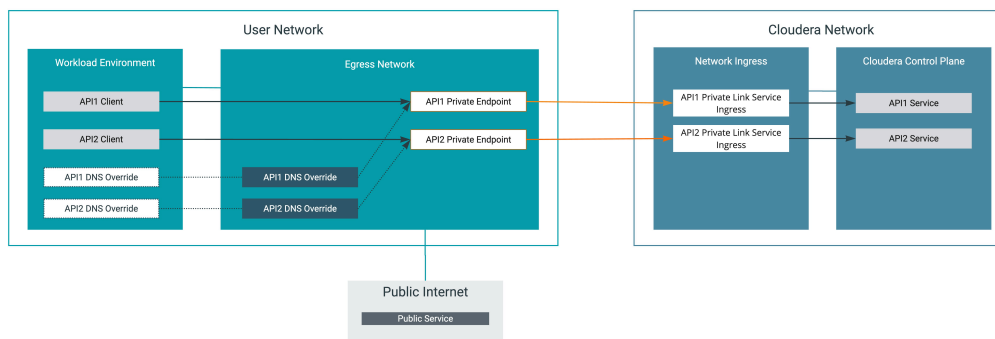 User Network
Cloudera Network
Workload Environment
Egress Network
Network Ingress
Cloudera Control Plane
API1 Client
API1 Private Endpoint
API1 Private Link Service
Ingress
API1 Service
API2 Client
API2 Private Endpoint
API2 Private Link Service
Ingress
API2 Service
API1 DNS Override
API1 DNS Override
API2 DNS Override
API2 DNS Override
Public Internet
Public Service